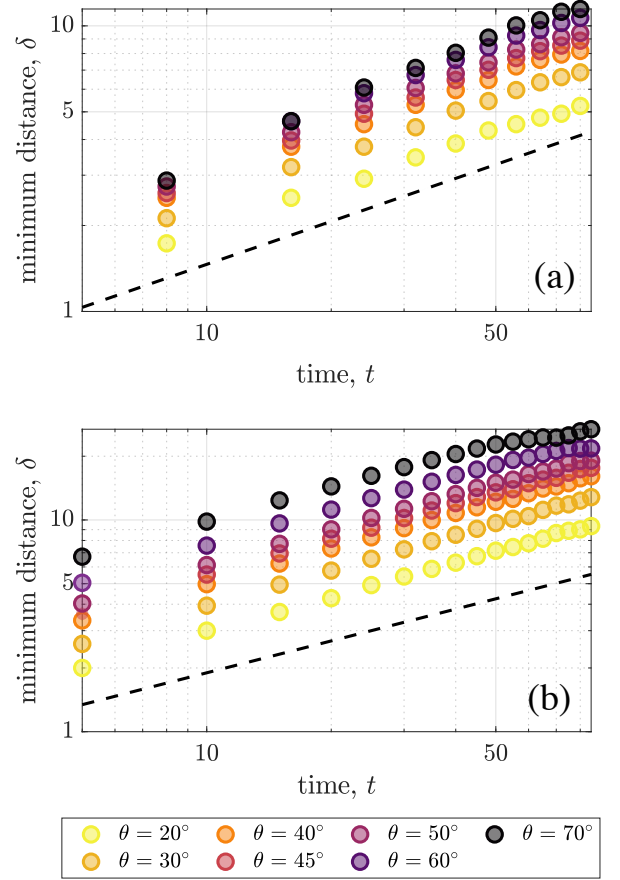 10
5
1
minimum distance, δ
(a)
10
50
time, t
10
5
1
minimum distance, δ
(b)
10
50
time, t
θ = 20° θ = 40° θ = 50° θ = 70°
θ = 30° θ = 45° θ = 60°